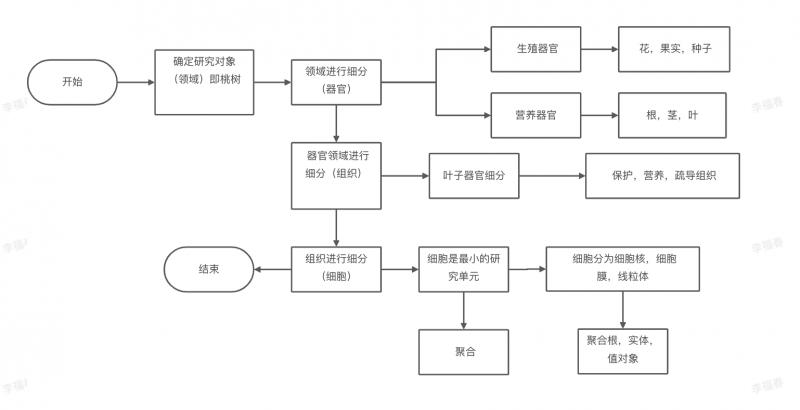 开始
确定研究对象
（领域）即桃树
领域进行细分
（器官）
生殖器官
花，果实，种子
营养器官
根，茎，叶
器官领域进行
细分（组织）
叶子器官细分
保护，营养，疏导组织
结束
组织进行细分
（细胞）
细胞是最小的研
究单元
细胞分为细胞核，细胞
膜，线粒体
聚合
聚合根，实体，
值对象
李福春
李福春
李福春